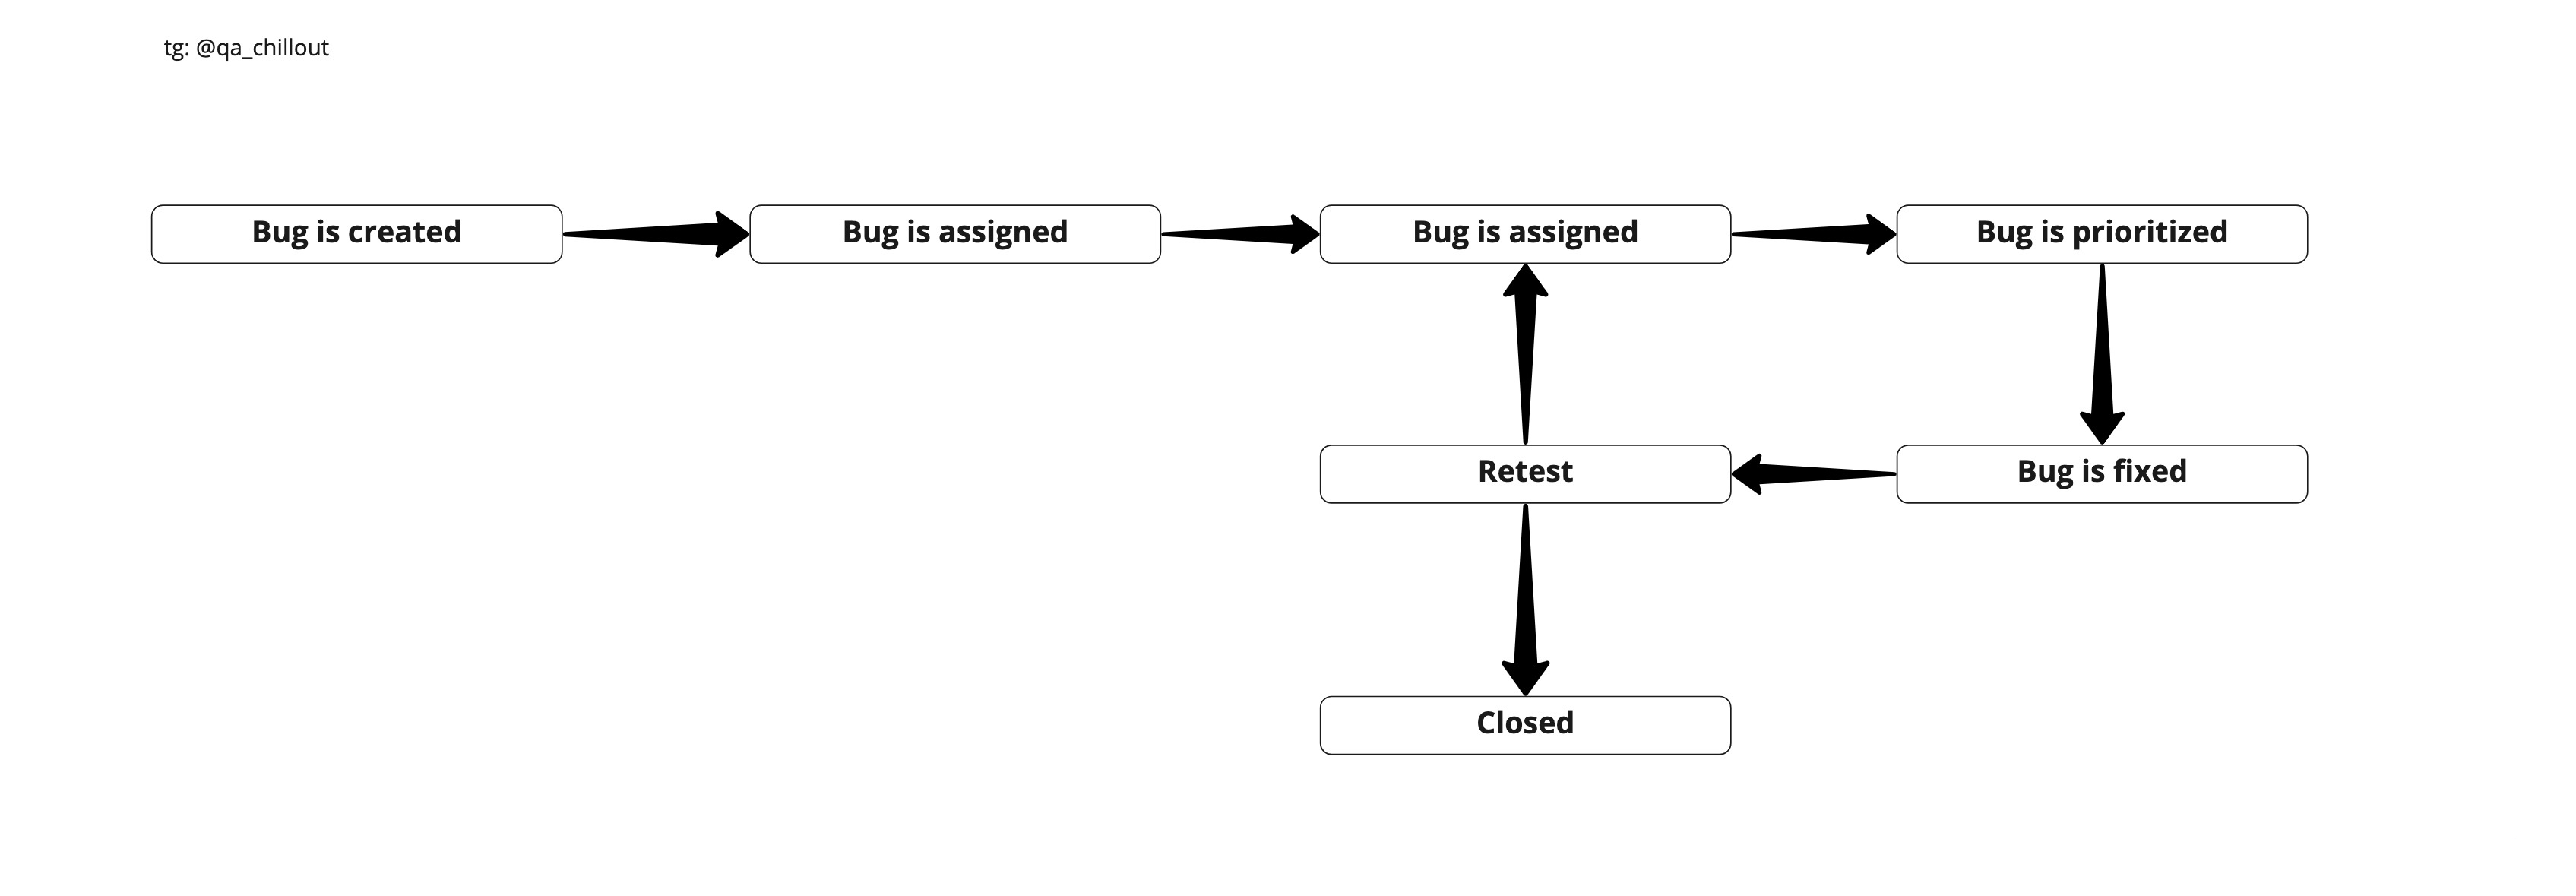 tg: @qa_chillout
Bug is created
Bug is assigned
Bug is assigned
Bug is prioritized
Retest
Bug is fixed
Closed